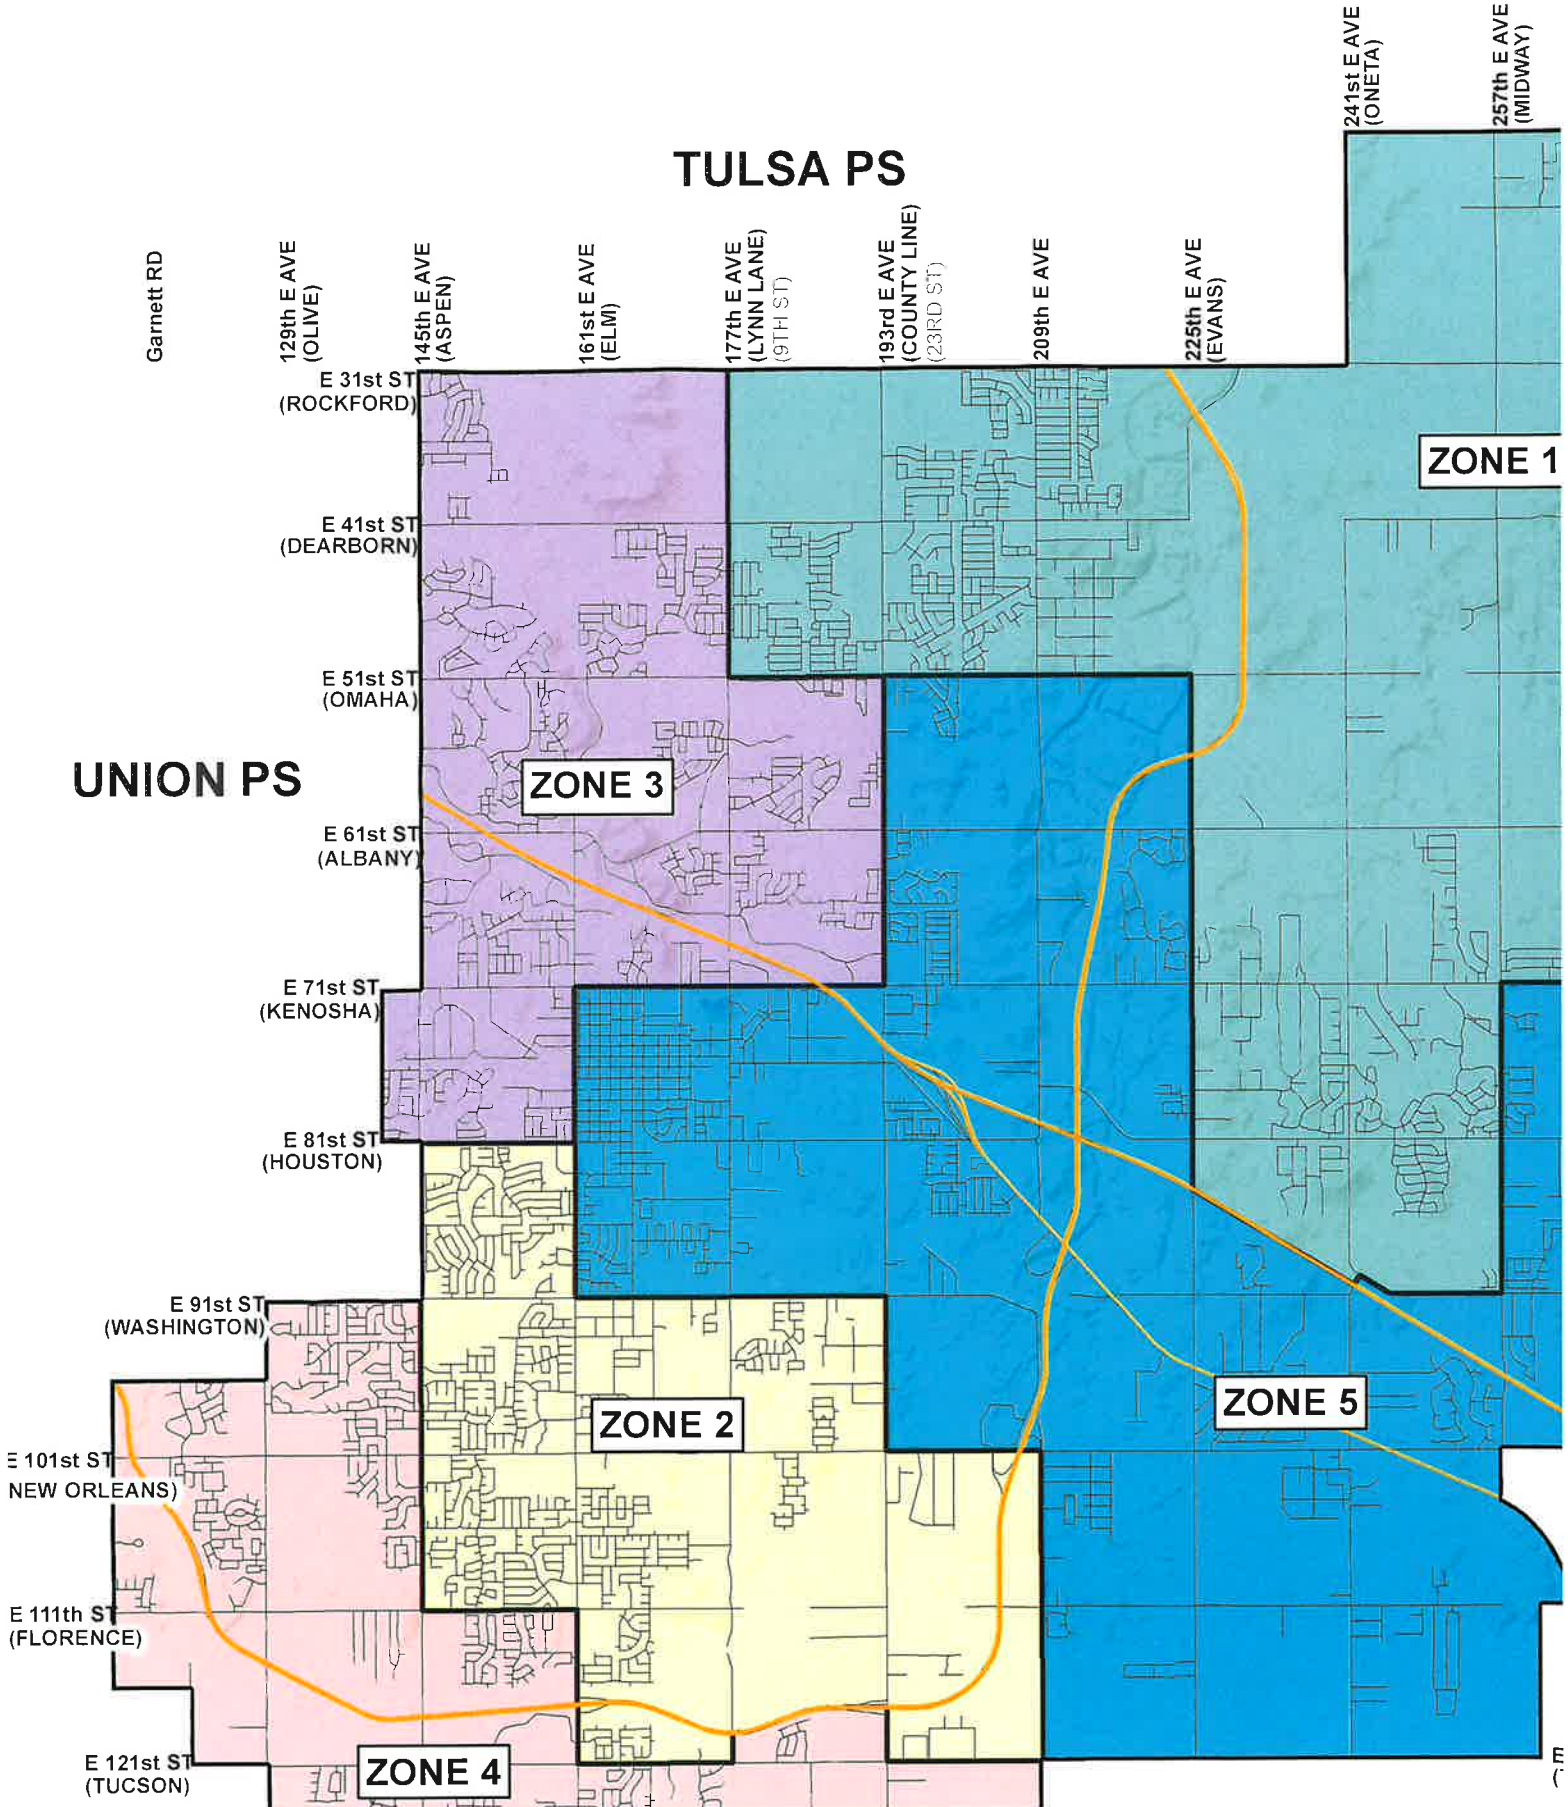 241st E AVE
(ONETA)
257th E AVE
(MIDWAY)
TULSA PS
Garnett RD
129th E AVE
(OLIVE)
145th E AVE
(ASPEN)
161st E AVE
(ELM)
177th E AVE
(LYNN LANE)
(9TH ST)
193rd E AVE
(COUNTY LINE)
(23RD ST)
209th E AVE
225th E AVE
(EVANS)
E 31st ST
(ROCKFORD)
ZONE 1
E 41st ST
(DEARBORN)
E 51st ST
(OMAHA)
UNION PS
ZONE 3
E 61st ST
(ALBANY)
E 71st ST
(KENOSHA)
E 81st ST
(HOUSTON)
E 91st ST
(WASHINGTON)
ZONE 5
ZONE 2
E 101st ST
NEW ORLEANS)
E 111th ST
(FLORENCE)
E 121st ST
(TUCSON)
ZONE 4
E
(